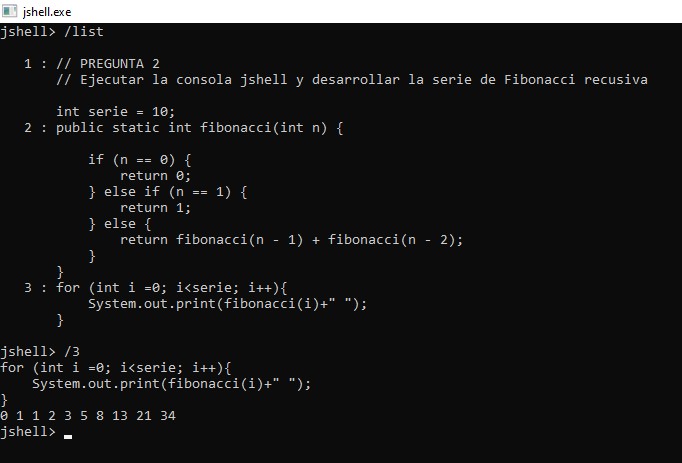 jshell.exe
jshell> /list
1 : // PREGUNTA 2
// Ejecutar la consola jshell y desarrollar la serie de Fibonacci recusiva
int serie = 10;
2 : public static int fibonacci(int n) {
if (n == 0) {
return 0;
} else if (n == 1) {
return 1;
} else {
return fibonacci(n - 1) + fibonacci(n - 2);
}
}
3 : for (int i =0; i<serie; i++){
System.out.print(fibonacci(i)+" ");
}
jshell> /3
for (int i =0; i<serie; i++){
System.out.print(fibonacci(i)+" ");
}
0 1 1 2 3 5 8 13 21 34
jshell>